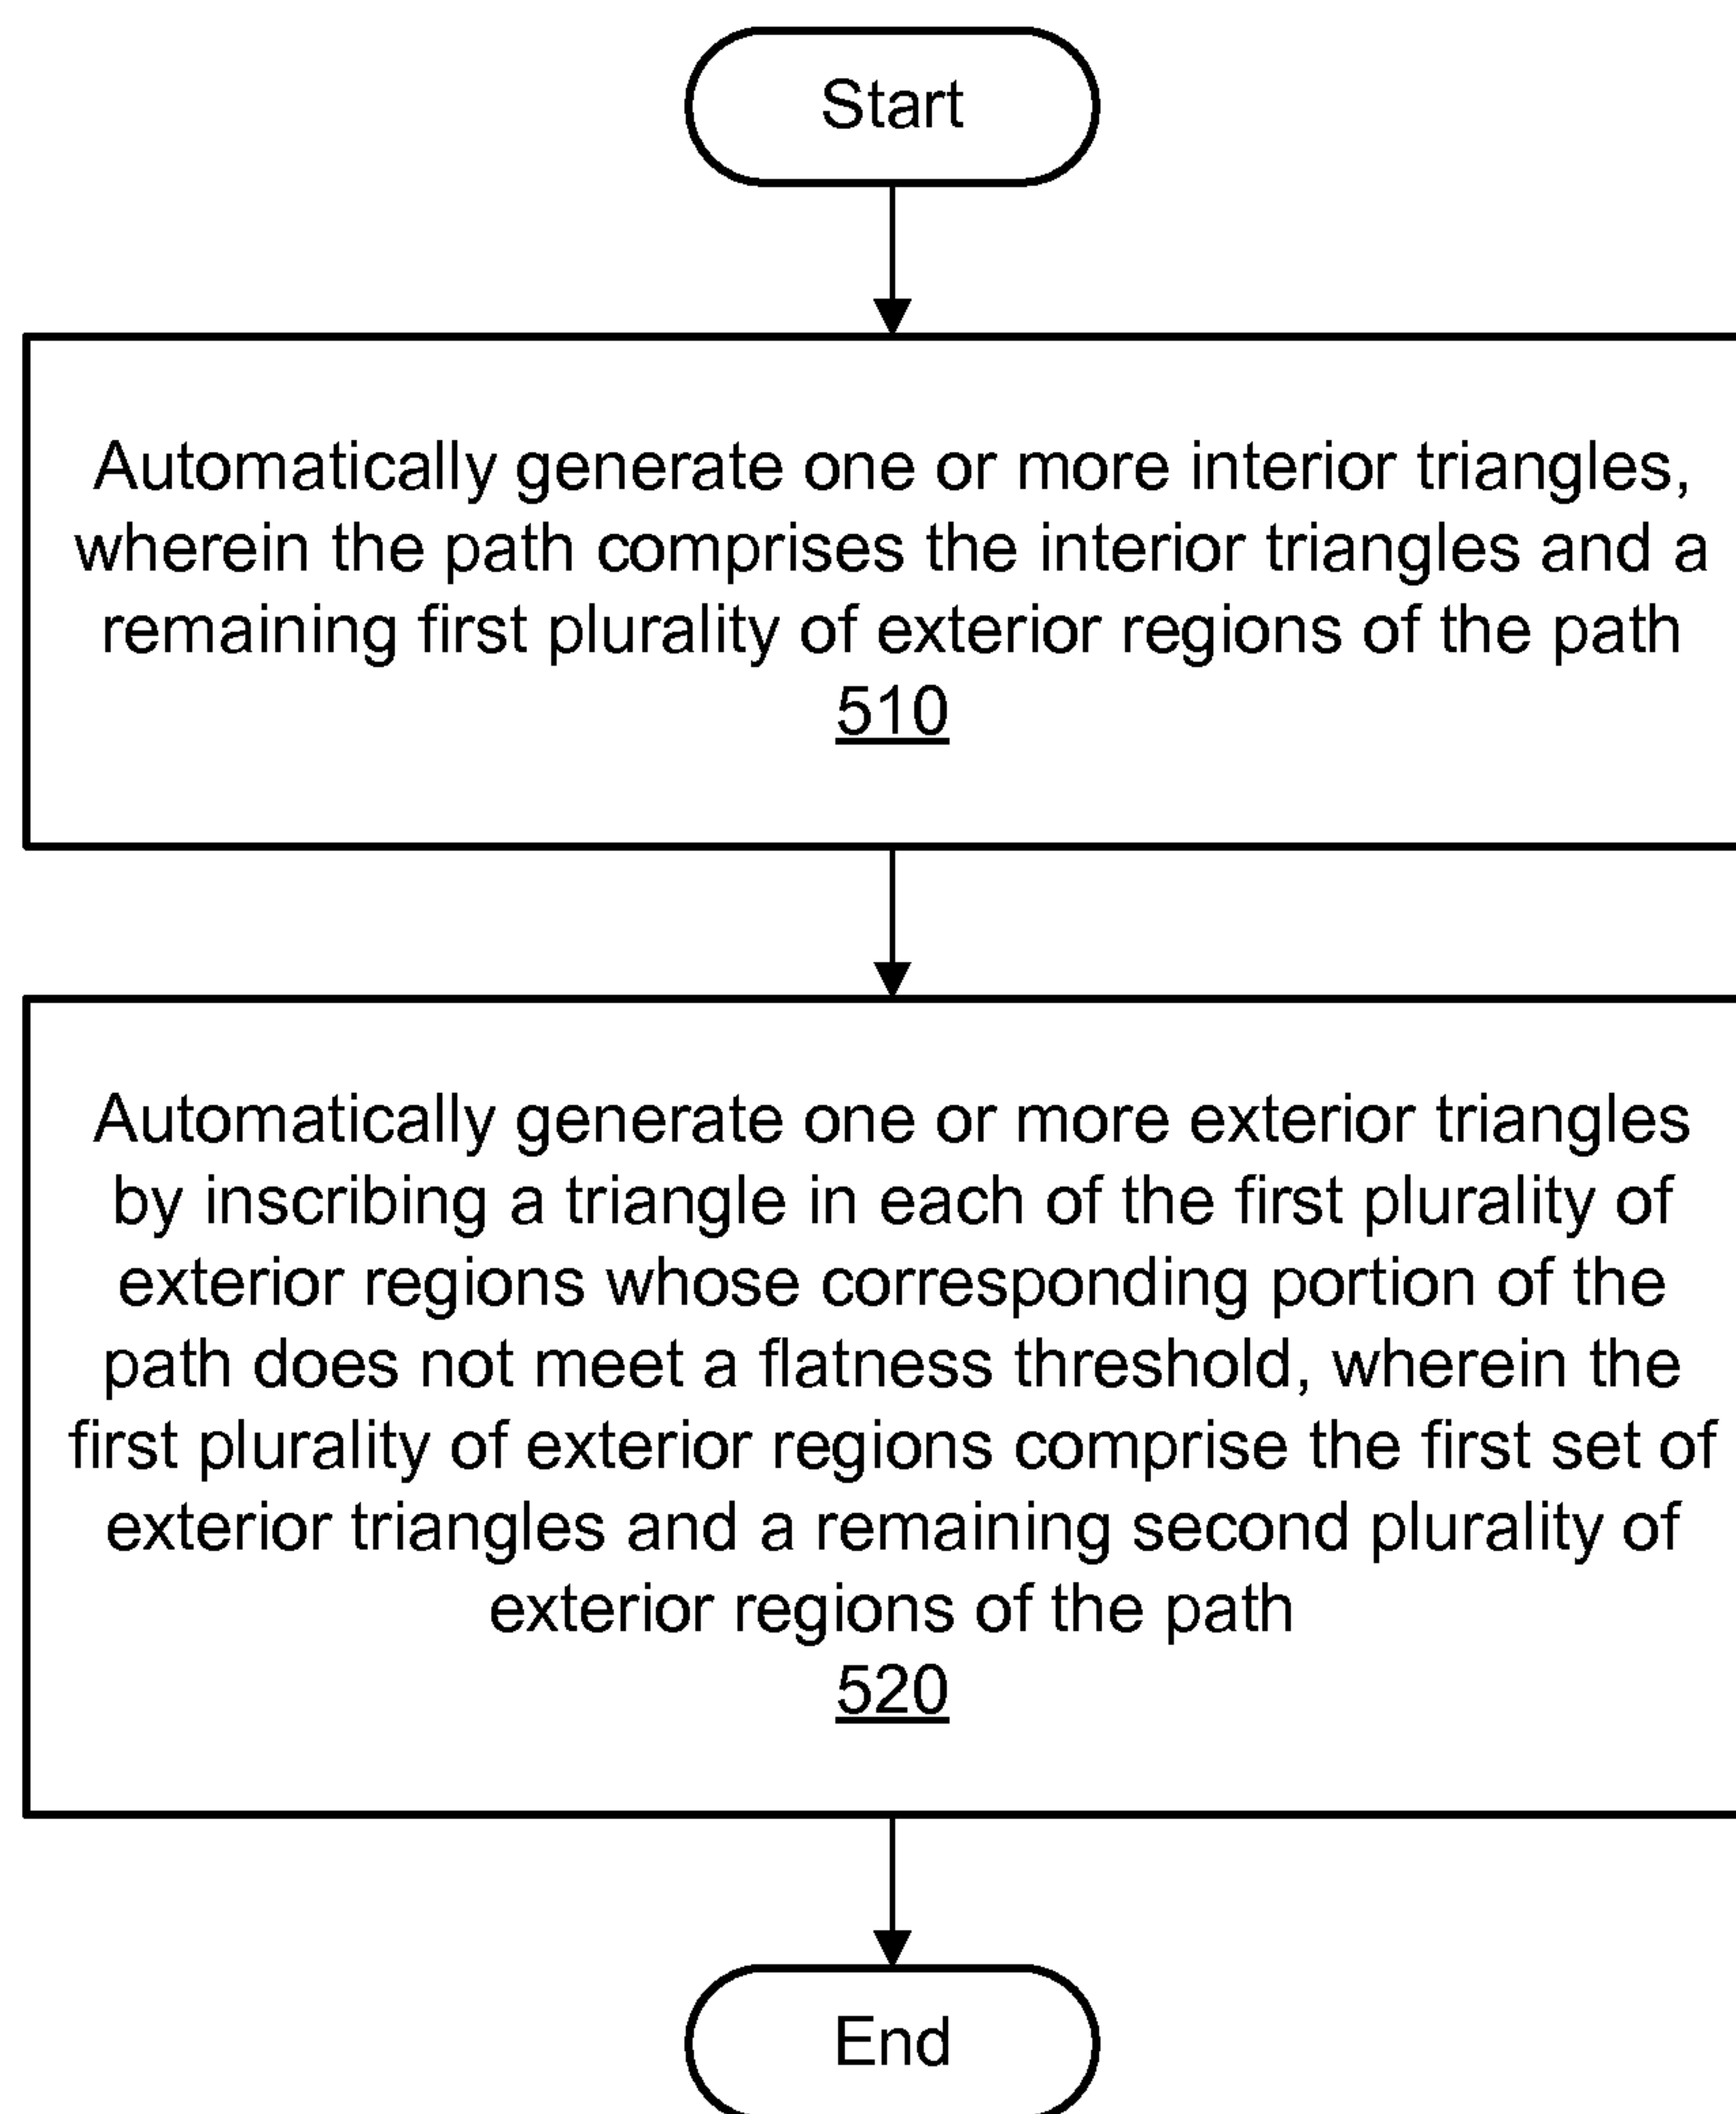 Start
Automatically generate one or more interior triangles,
wherein the path comprises the interior triangles and a
remaining first plurality of exterior regions of the path
510
Automatically generate one or more exterior triangles
by inscribing a triangle in each of the first plurality of
exterior regions whose corresponding portion of the
path does not meet a flatness threshold, wherein the
first plurality of exterior regions comprise the first set of
exterior triangles and a remaining second plurality of
exterior regions of the path
520
End